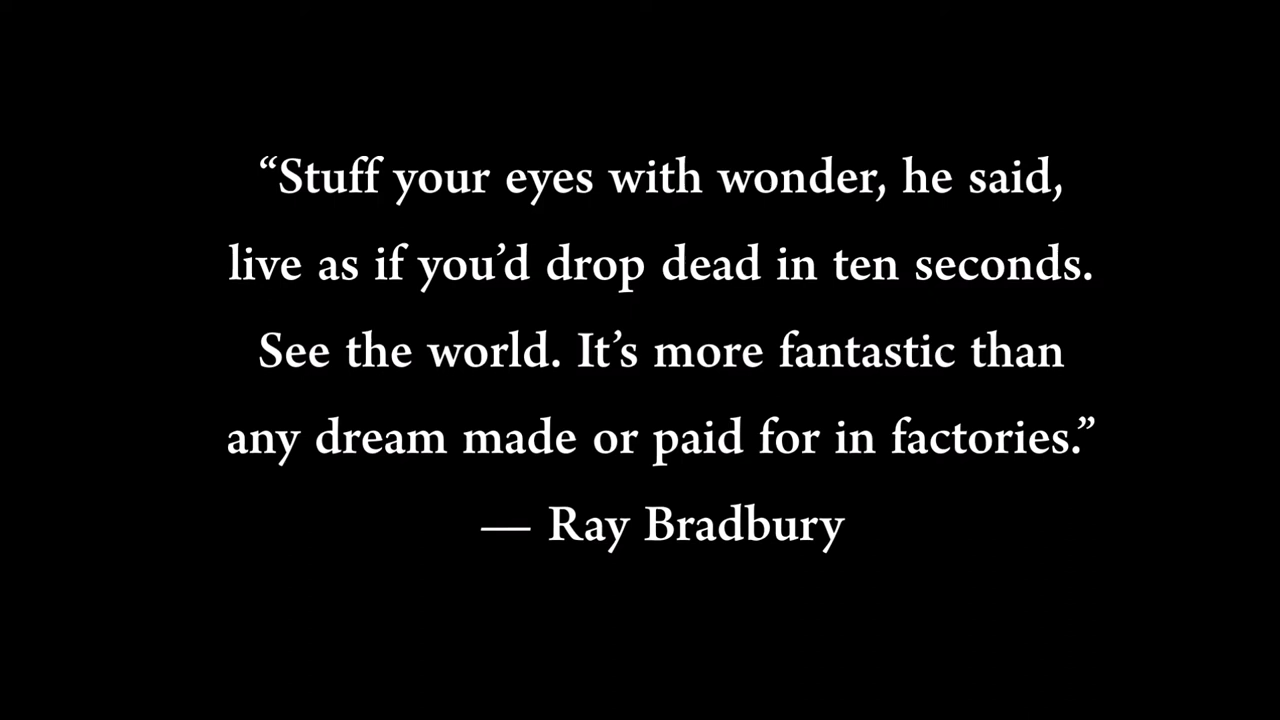 “Stuff your eyes with wonder, he said,
live as if you’d drop dead in ten seconds.
See the world. It’s more fantastic than
any dream made or paid for in factories.”
— Ray Bradbury